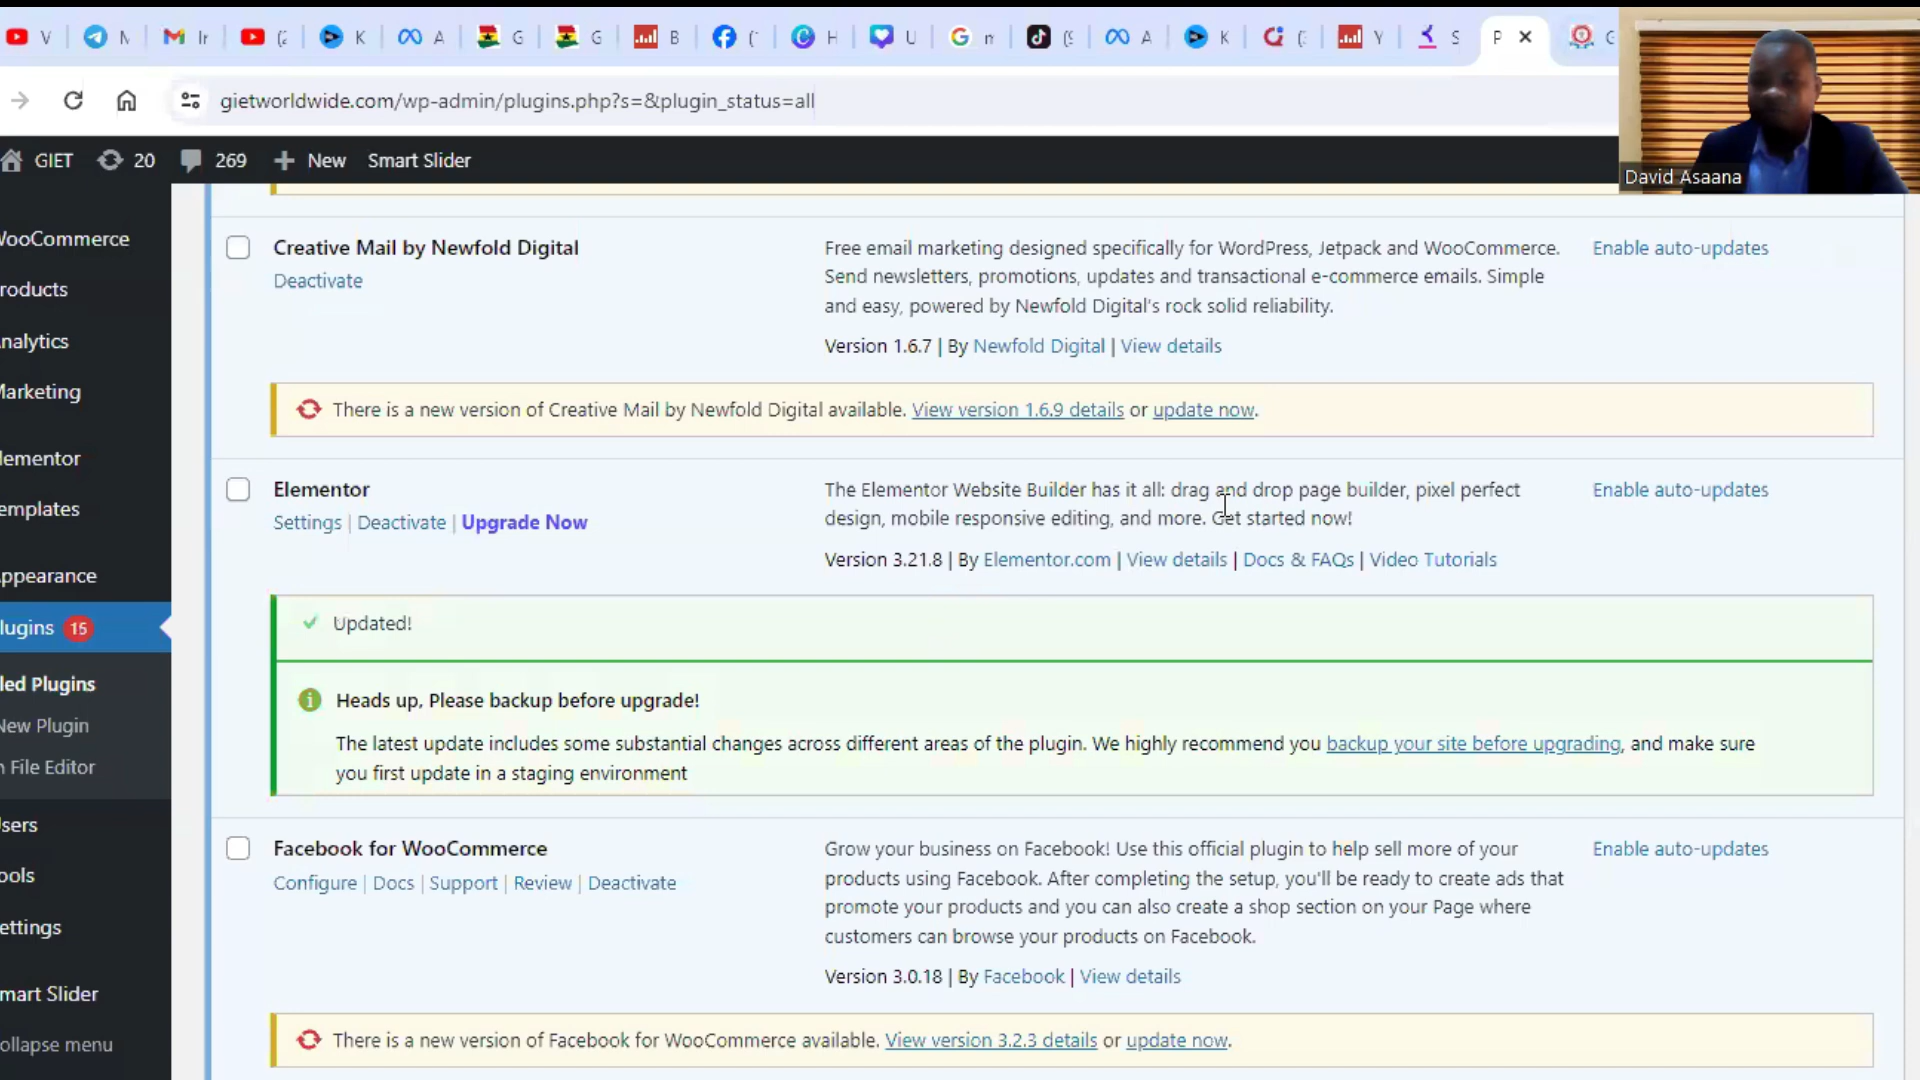 V M Ir (2 K A G G B (1 H U n (9 A K (: Y S P G
gietworldwide.com/wp-admin/plugins.php?s=&plugin_status=all
David Asaana
GIET 20 269 New Smart Slider
ooCommerce
roducts
nalytics
arketing
lementor
emplates
ppearance
lugins 15
led Plugins
New Plugin
n File Editor
sers
ools
ettings
mart Slider
ollapse menu
Creative Mail by Newfold Digital
Deactivate
Free email marketing designed specifically for WordPress, Jetpack and WooCommerce.
Send newsletters, promotions, updates and transactional e-commerce emails. Simple
and easy, powered by Newfold Digital's rock solid reliability.
Version 1.6.7 | By Newfold Digital | View details
Enable auto-updates
There is a new version of Creative Mail by Newfold Digital available. View version 1.6.9 details or update now.
Elementor
Settings | Deactivate | Upgrade Now
The Elementor Website Builder has it all: drag and drop page builder, pixel perfect
design, mobile responsive editing, and more. Get started now!
Version 3.21.8 | By Elementor.com | View details | Docs & FAQs | Video Tutorials
Enable auto-updates
Updated!
Heads up, Please backup before upgrade!
The latest update includes some substantial changes across different areas of the plugin. We highly recommend you backup your site before upgrading, and make sure
you first update in a staging environment
Facebook for WooCommerce
Configure | Docs | Support | Review | Deactivate
Grow your business on Facebook! Use this official plugin to help sell more of your
products using Facebook. After completing the setup, you'll be ready to create ads that
promote your products and you can also create a shop section on your Page where
customers can browse your products on Facebook.
Version 3.0.18 | By Facebook | View details
Enable auto-updates
There is a new version of Facebook for WooCommerce available. View version 3.2.3 details or update now.